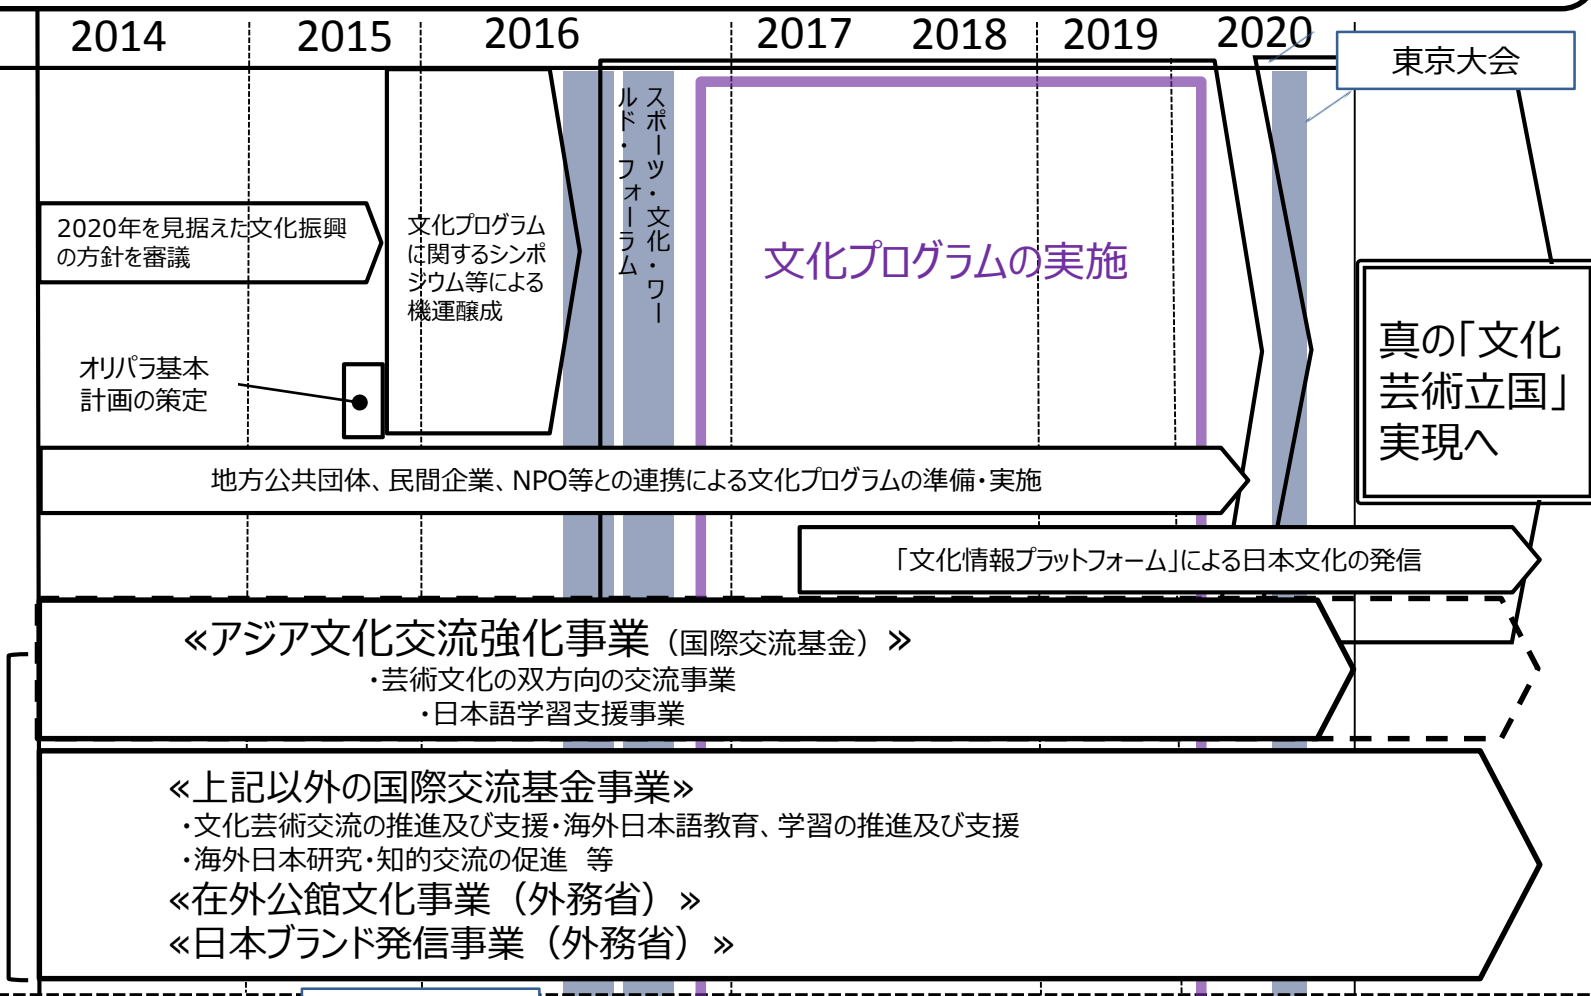 2014 2015 2016 2017 2018 2019 2020
東京大会
スポーツ・文化・ワー
ルド・フォーラム
2020年を見据えた文化振興
の方針を審議
文化プログラム
に関するシンポ
ジウム等による
機運醸成
文化プログラムの実施
オリパラ基本
計画の策定
真の「文化
芸術立国」
実現へ
地方公共団体、民間企業、NPO等との連携による文化プログラムの準備・実施
「文化情報プラットフォーム」による日本文化の発信
≪アジア文化交流強化事業（国際交流基金）≫
・芸術文化の双方向の交流事業
・日本語学習支援事業
≪上記以外の国際交流基金事業≫
・文化芸術交流の推進及び支援・海外日本語教育、学習の推進及び支援
・海外日本研究・知的交流の促進 等
≪在外公館文化事業（外務省）≫
≪日本ブランド発信事業（外務省）≫